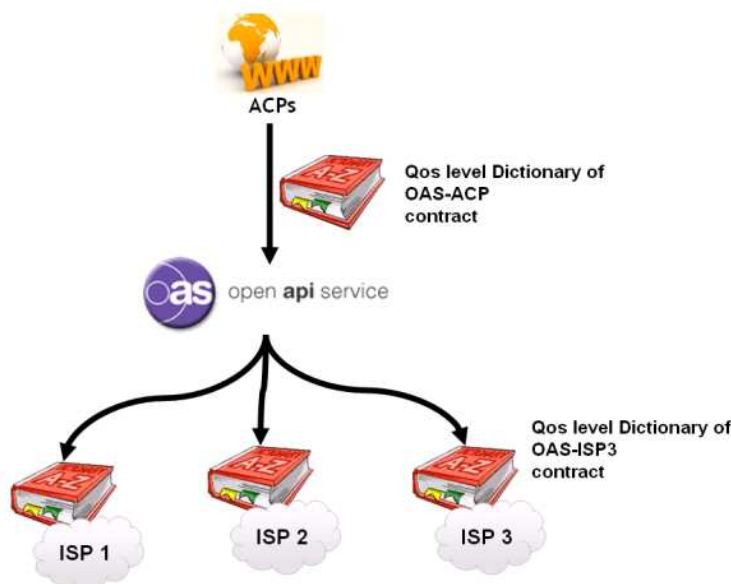 WWW
ACPs
A-Z
Qos level Dictionary of
OAS-ACP
contract
oas open api service
Qos level Dictionary of
OAS-ISP3
contract
A-Z
A-Z
A-Z
ISP 1
ISP 2
ISP 3